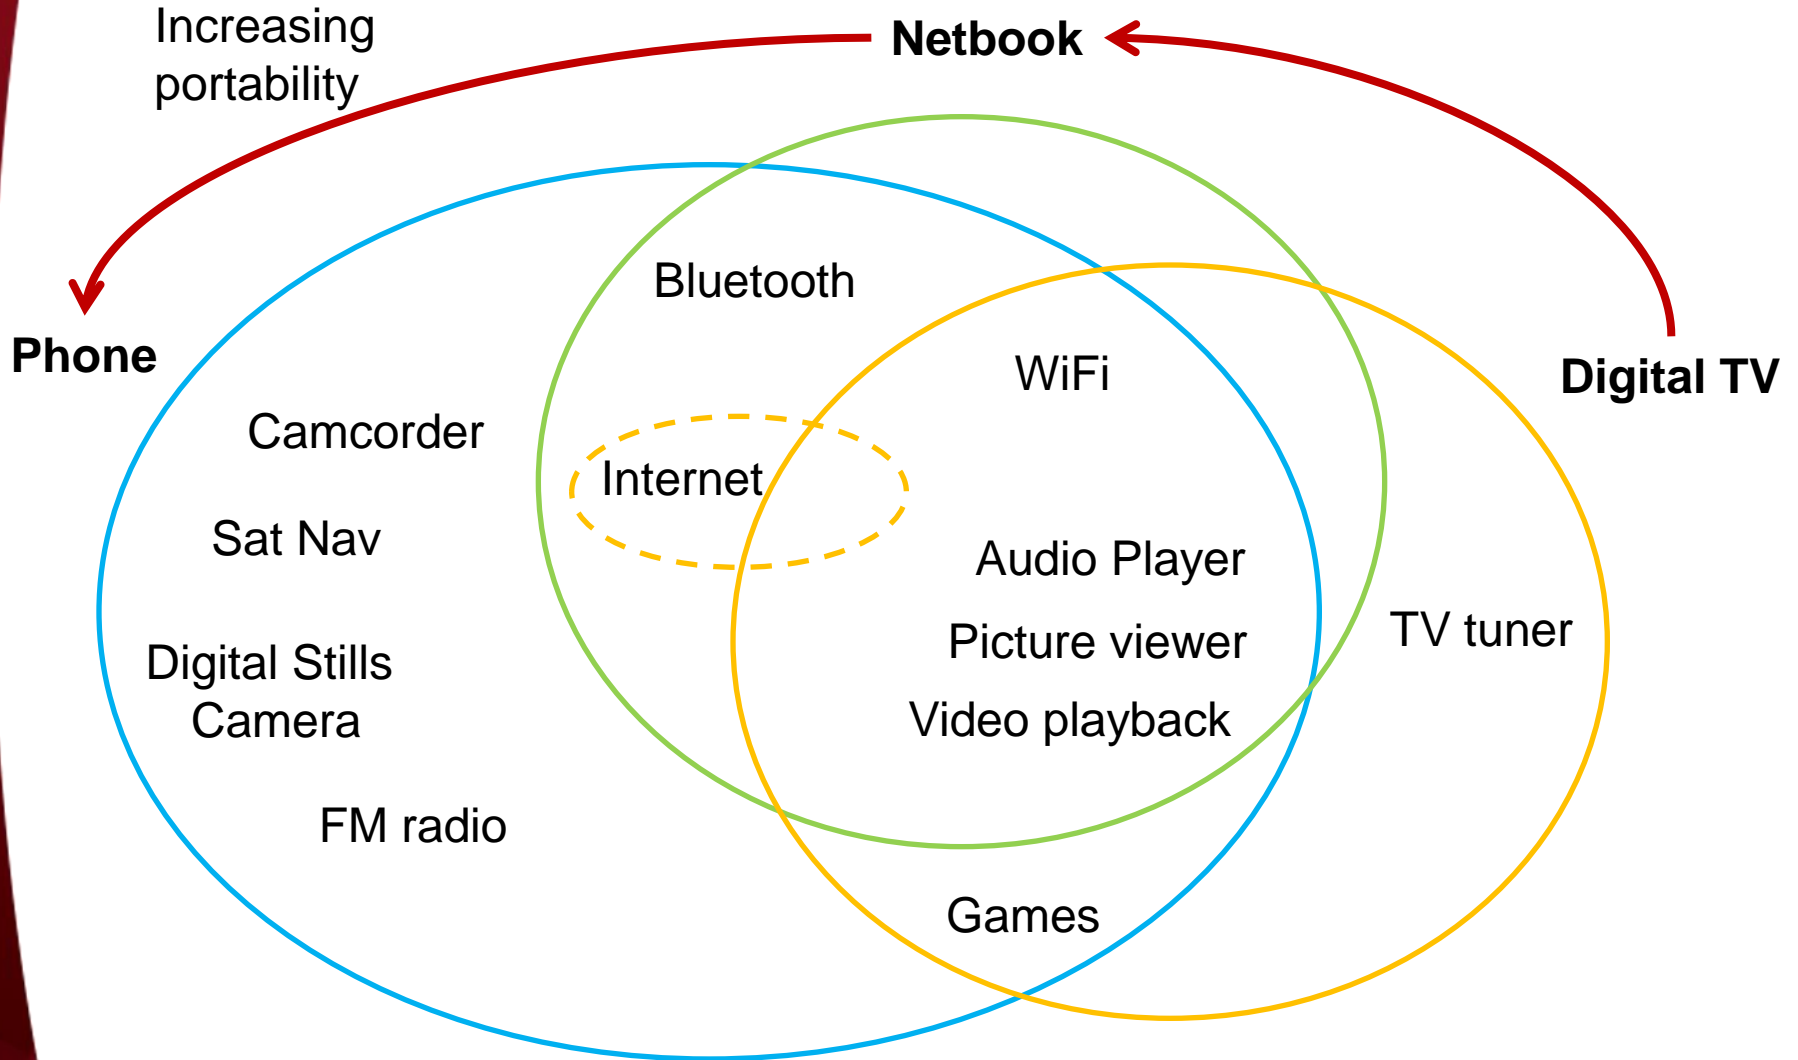 Increasing
portability
Netbook
Phone
Digital TV
Bluetooth
WiFi
Camcorder
Internet
Sat Nav
Audio Player
Digital Stills
Camera
Picture viewer
TV tuner
Video playback
FM radio
Games